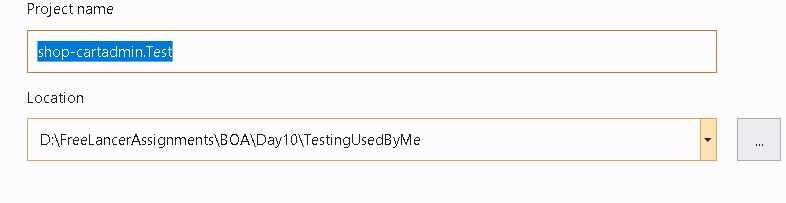 Project name
shop-cartadmin.Test
Location
D:\FreeLancerAssignments\BOA\Day10\TestingUsedByMe
...